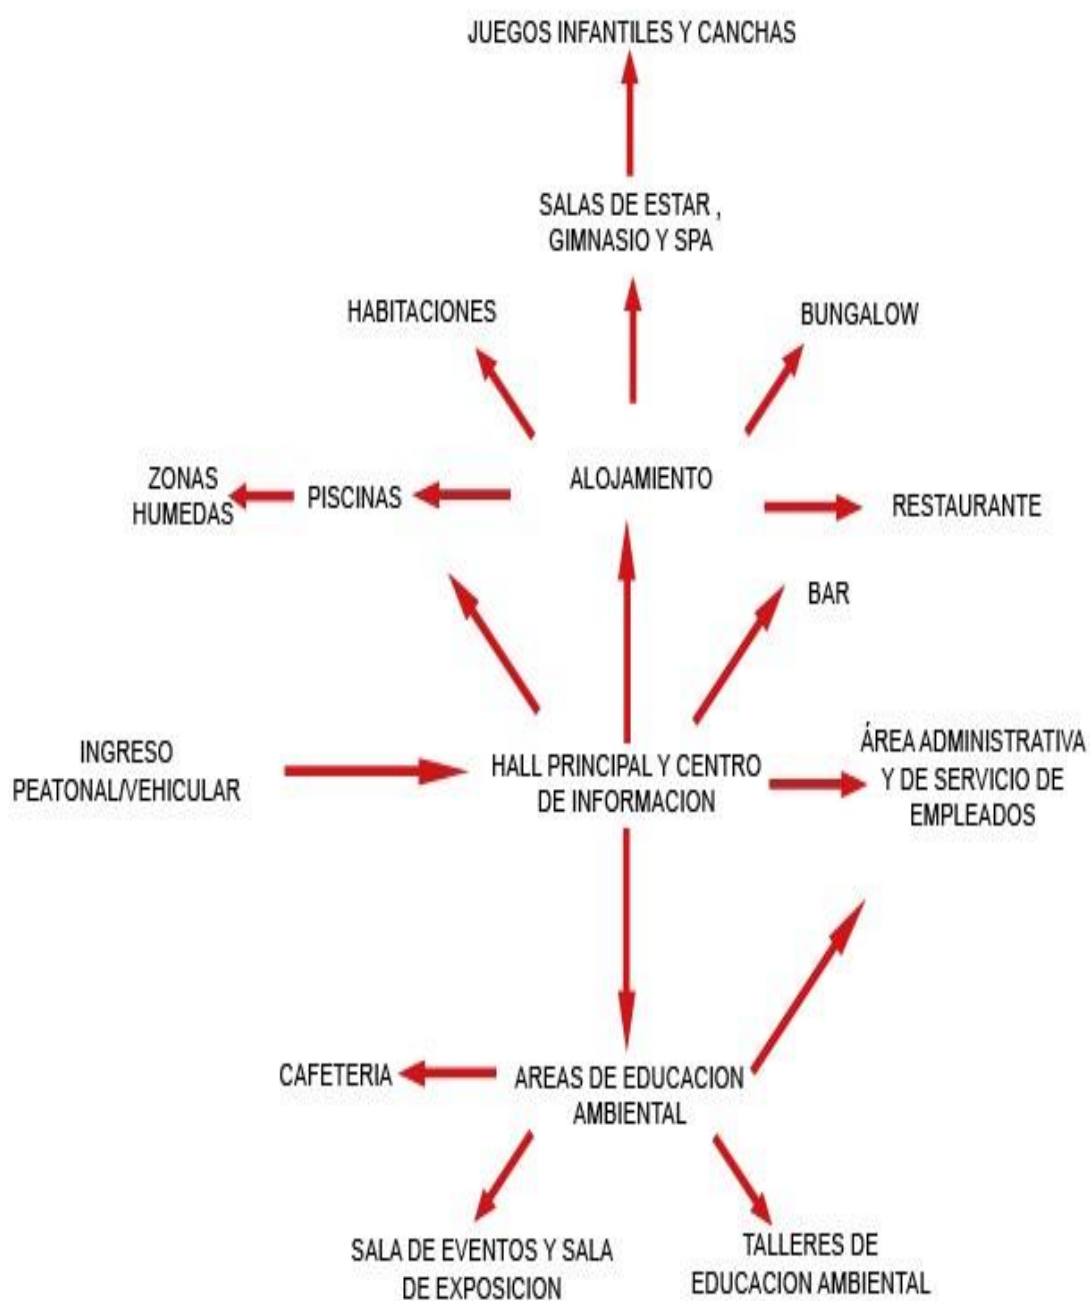 JUEGOS INFANTILES Y CANCHAS
SALAS DE ESTAR ,
GIMNASIO Y SPA
HABITACIONES
BUNGALOW
ALOJAMIENTO
ZONAS
HUMEDAS
PISCINAS
RESTAURANTE
BAR
INGRESO
PEATONAL/VEHICULAR
HALL PRINCIPAL Y CENTRO
DE INFORMACION
ÁREA ADMINISTRATIVA
Y DE SERVICIO DE
EMPLEADOS
CAFETERIA
AREAS DE EDUCACION
AMBIENTAL
SALA DE EVENTOS Y SALA
DE EXPOSICION
TALLERES DE
EDUCACION AMBIENTAL